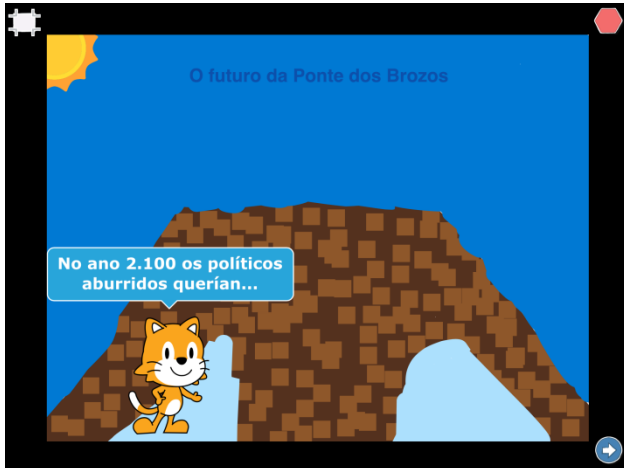 O futuro da Ponte dos Brozos
No ano 2.100 os políticos
aburridos querían...